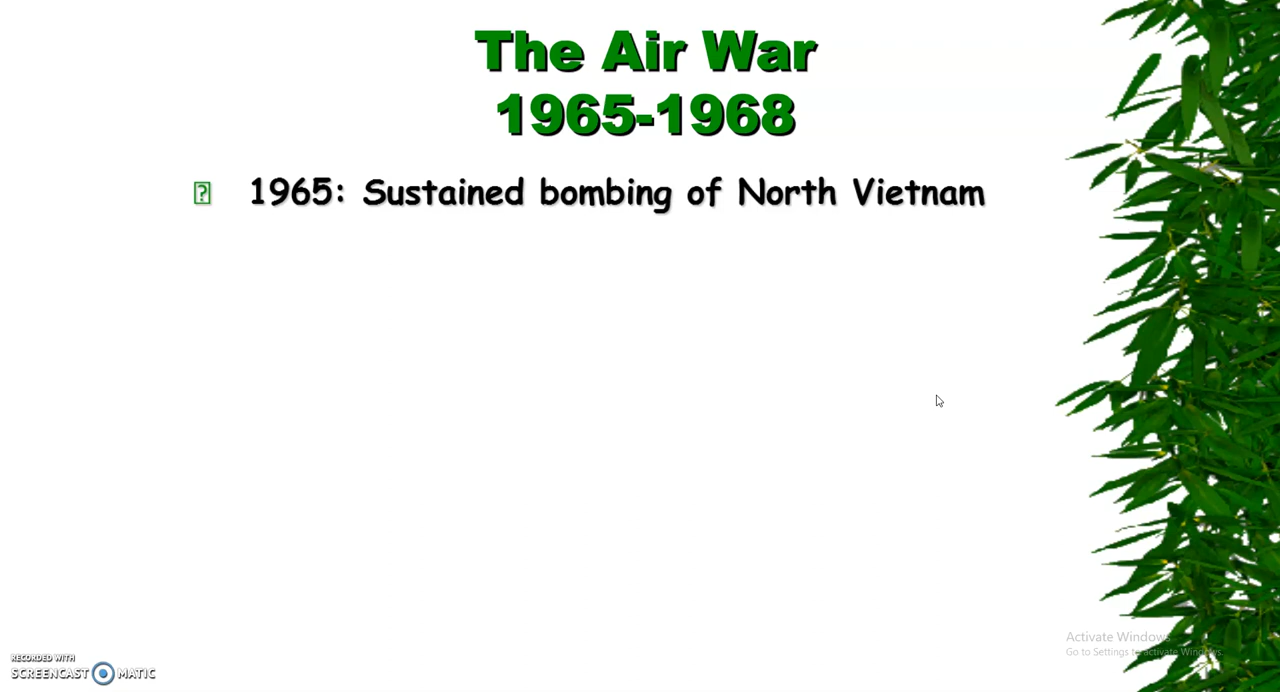 The Air War
1965-1968
1965: Sustained bombing of North Vietnam
Activate Windows
Go to Settings to activate Windows.
RECORDED WITH
SCREENCAST MATIC